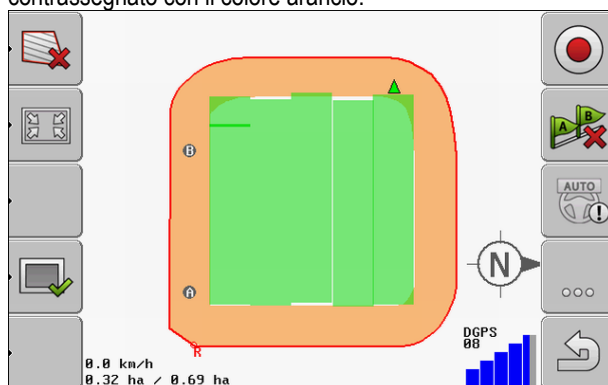 contrassegnato con il colore arancio.
A B
B
AUTO
N
A
DGPS
08
R
0.0 km/h
0.32 ha / 0.69 ha